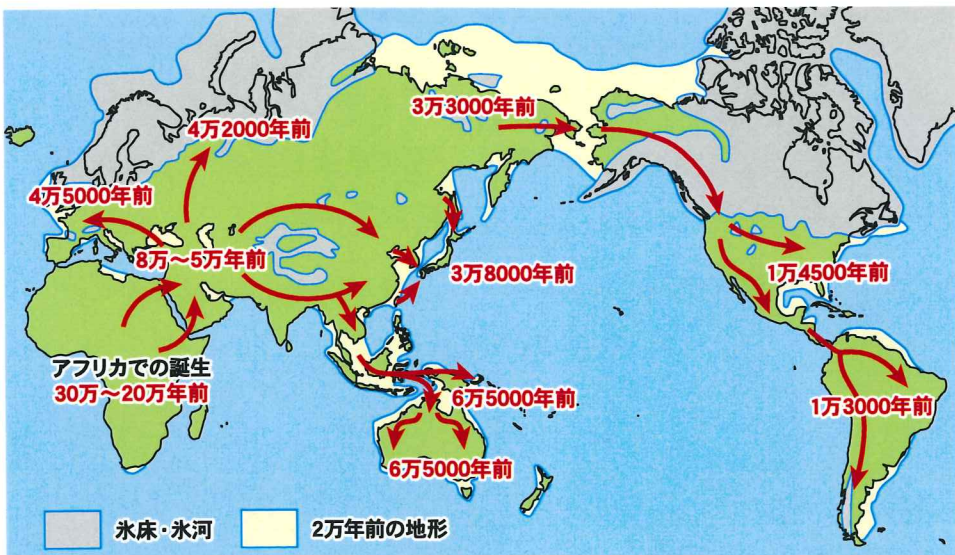 3万3000年前
4万2000年前
4万5000年前
8万～5万年前
3万8000年前
1万4500年前
アフリカでの誕生
30万～20万年前
6万5000年前
1万3000年前
6万5000年前
氷床・氷河
2万年前の地形